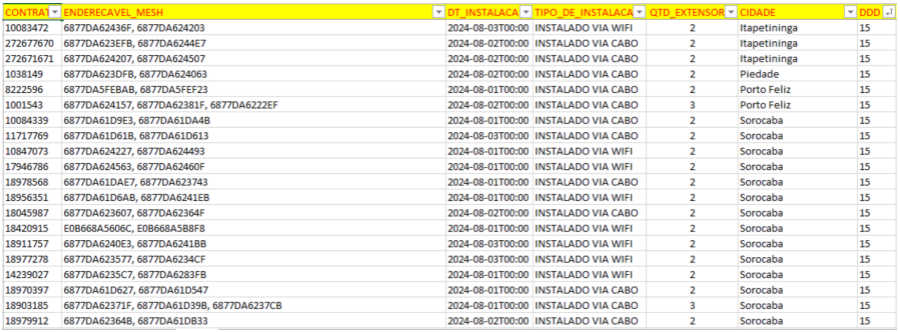 CONTRAT ENDERECAVEL_MESH DT_INSTALACA TIPO_DE_INSTALACA QTD_EXTENSOR CIDADE DDD
10083472 6877DA62436F, 6877DA624203 2024-08-03T00:00 INSTALADO VIA WIFI 2 Itapetininga 15
272677670 6877DA623EFB, 6877DA6244E7 2024-08-02T00:00 INSTALADO VIA CABO 2 Itapetininga 15
272671671 6877DA624207, 6877DA624507 2024-08-02T00:00 INSTALADO VIA CABO 2 Itapetininga 15
1038149 6877DA623DFB, 6877DA624063 2024-08-02T00:00 INSTALADO VIA CABO 2 Piedade 15
8222596 6877DA5FEBAB, 6877DA5FEF23 2024-08-01T00:00 INSTALADO VIA WIFI 2 Porto Feliz 15
1001543 6877DA624157, 6877DA62381F, 6877DA6222EF 2024-08-02T00:00 INSTALADO VIA CABO 3 Porto Feliz 15
10084339 6877DA61D9E3, 6877DA61DA4B 2024-08-01T00:00 INSTALADO VIA CABO 2 Sorocaba 15
11717769 6877DA61D61B, 6877DA61D613 2024-08-03T00:00 INSTALADO VIA CABO 2 Sorocaba 15
10847073 6877DA624227, 6877DA624493 2024-08-01T00:00 INSTALADO VIA WIFI 2 Sorocaba 15
17946786 6877DA624563, 6877DA62460F 2024-08-01T00:00 INSTALADO VIA WIFI 2 Sorocaba 15
18978568 6877DA61DAE7, 6877DA623743 2024-08-01T00:00 INSTALADO VIA CABO 2 Sorocaba 15
18956351 6877DA61D6AB, 6877DA6241EB 2024-08-01T00:00 INSTALADO VIA WIFI 2 Sorocaba 15
18045987 6877DA623607, 6877DA62364F 2024-08-02T00:00 INSTALADO VIA CABO 2 Sorocaba 15
18420915 E0B668A5606C, E0B668A5B8F8 2024-08-01T00:00 INSTALADO VIA WIFI 2 Sorocaba 15
18911757 6877DA6240E3, 6877DA6241BB 2024-08-03T00:00 INSTALADO VIA WIFI 2 Sorocaba 15
18977278 6877DA623577, 6877DA6234CF 2024-08-03T00:00 INSTALADO VIA WIFI 2 Sorocaba 15
14239027 6877DA6235C7, 6877DA6283FB 2024-08-01T00:00 INSTALADO VIA WIFI 2 Sorocaba 15
18970397 6877DA61D627, 6877DA61D547 2024-08-01T00:00 INSTALADO VIA CABO 2 Sorocaba 15
18903185 6877DA62371F, 6877DA61D39B, 6877DA6237CB 2024-08-01T00:00 INSTALADO VIA CABO 3 Sorocaba 15
18979912 6877DA62364B, 6877DA61DB33 2024-08-02T00:00 INSTALADO VIA CABO 2 Sorocaba 15